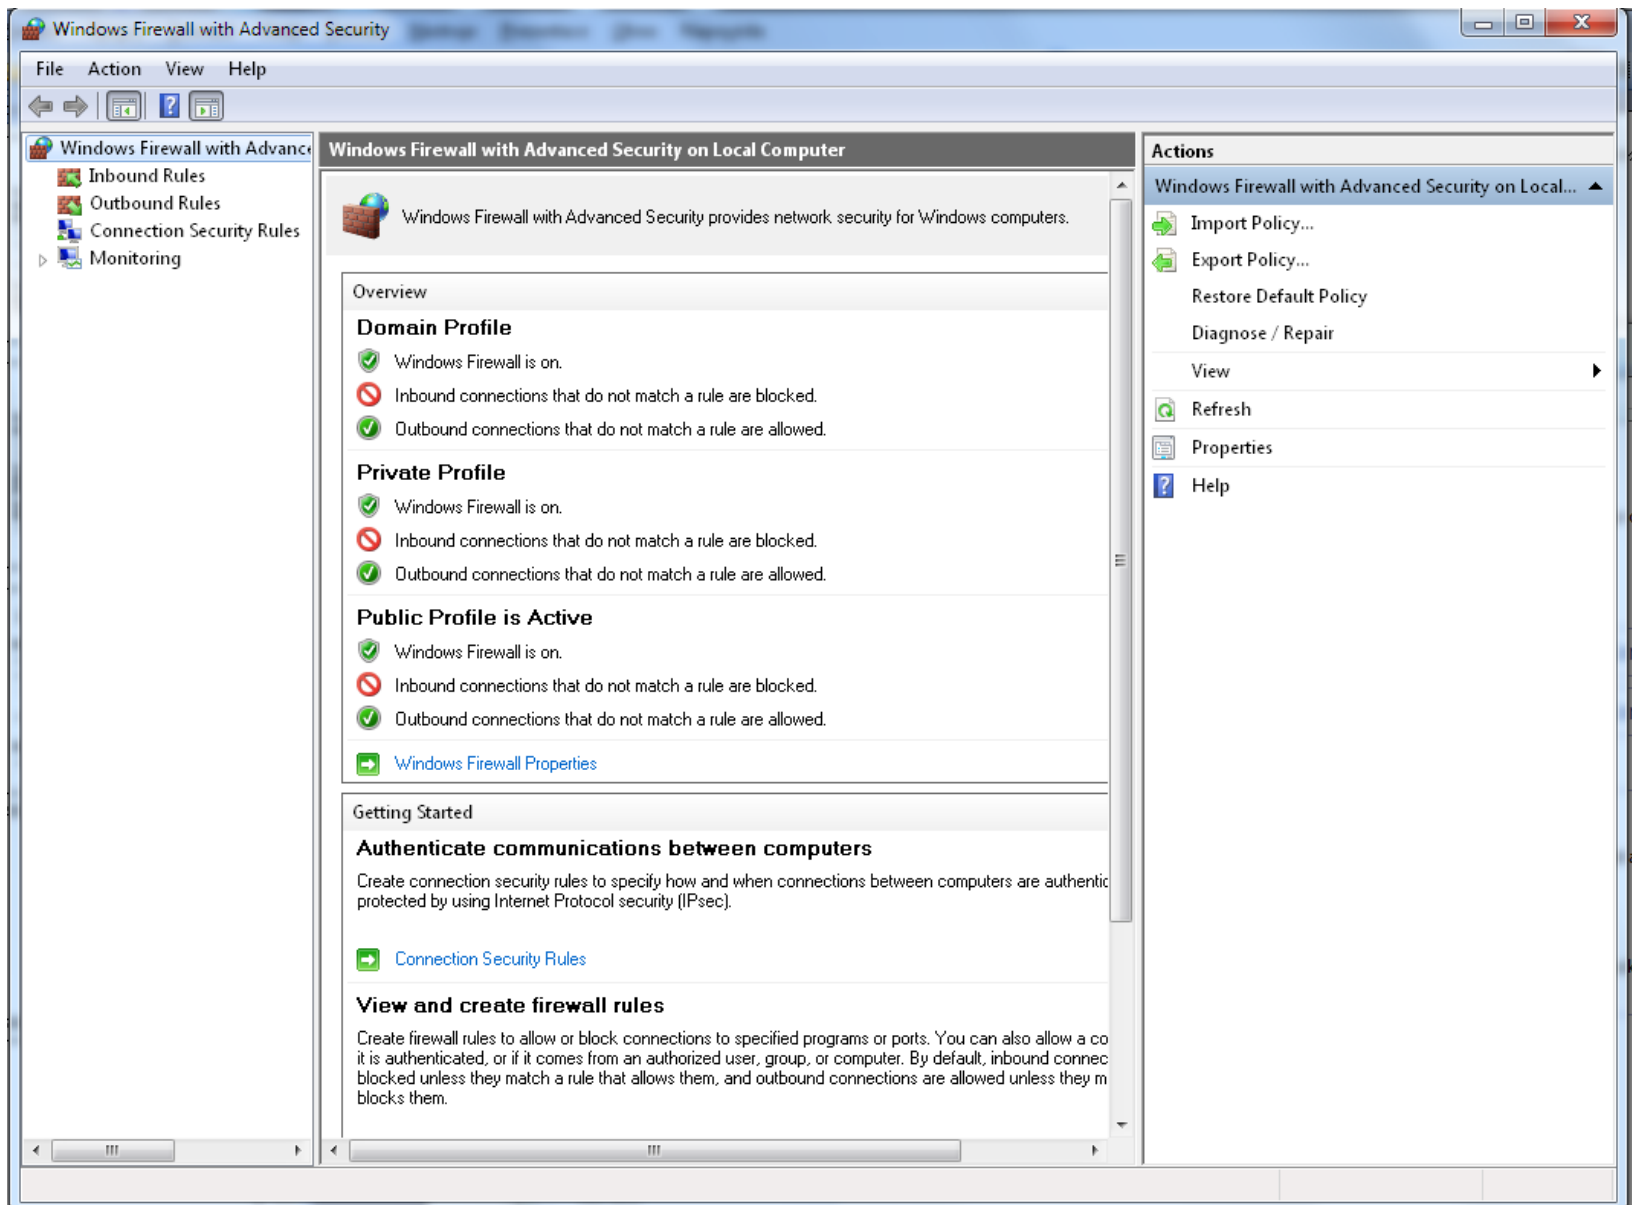 Windows Firewall with Advanced Security
File Action View Help
Windows Firewall with Advance
Inbound Rules
Outbound Rules
Connection Security Rules
Monitoring
Windows Firewall with Advanced Security on Local Computer
Windows Firewall with Advanced Security provides network security for Windows computers.
Overview
Domain Profile
Windows Firewall is on.
Inbound connections that do not match a rule are blocked.
Outbound connections that do not match a rule are allowed.
Private Profile
Windows Firewall is on.
Inbound connections that do not match a rule are blocked.
Outbound connections that do not match a rule are allowed.
Public Profile is Active
Windows Firewall is on.
Inbound connections that do not match a rule are blocked.
Outbound connections that do not match a rule are allowed.
Windows Firewall Properties
Getting Started
Authenticate communications between computers
Create connection security rules to specify how and when connections between computers are authentic
protected by using Internet Protocol security (IPsec).
Connection Security Rules
View and create firewall rules
Create firewall rules to allow or block connections to specified programs or ports. You can also allow a co
it is authenticated, or if it comes from an authorized user, group, or computer. By default, inbound connec
blocked unless they match a rule that allows them, and outbound connections are allowed unless they m
blocks them.
Actions
Windows Firewall with Advanced Security on Local...
Import Policy...
Export Policy...
Restore Default Policy
Diagnose / Repair
View
Refresh
Properties
Help